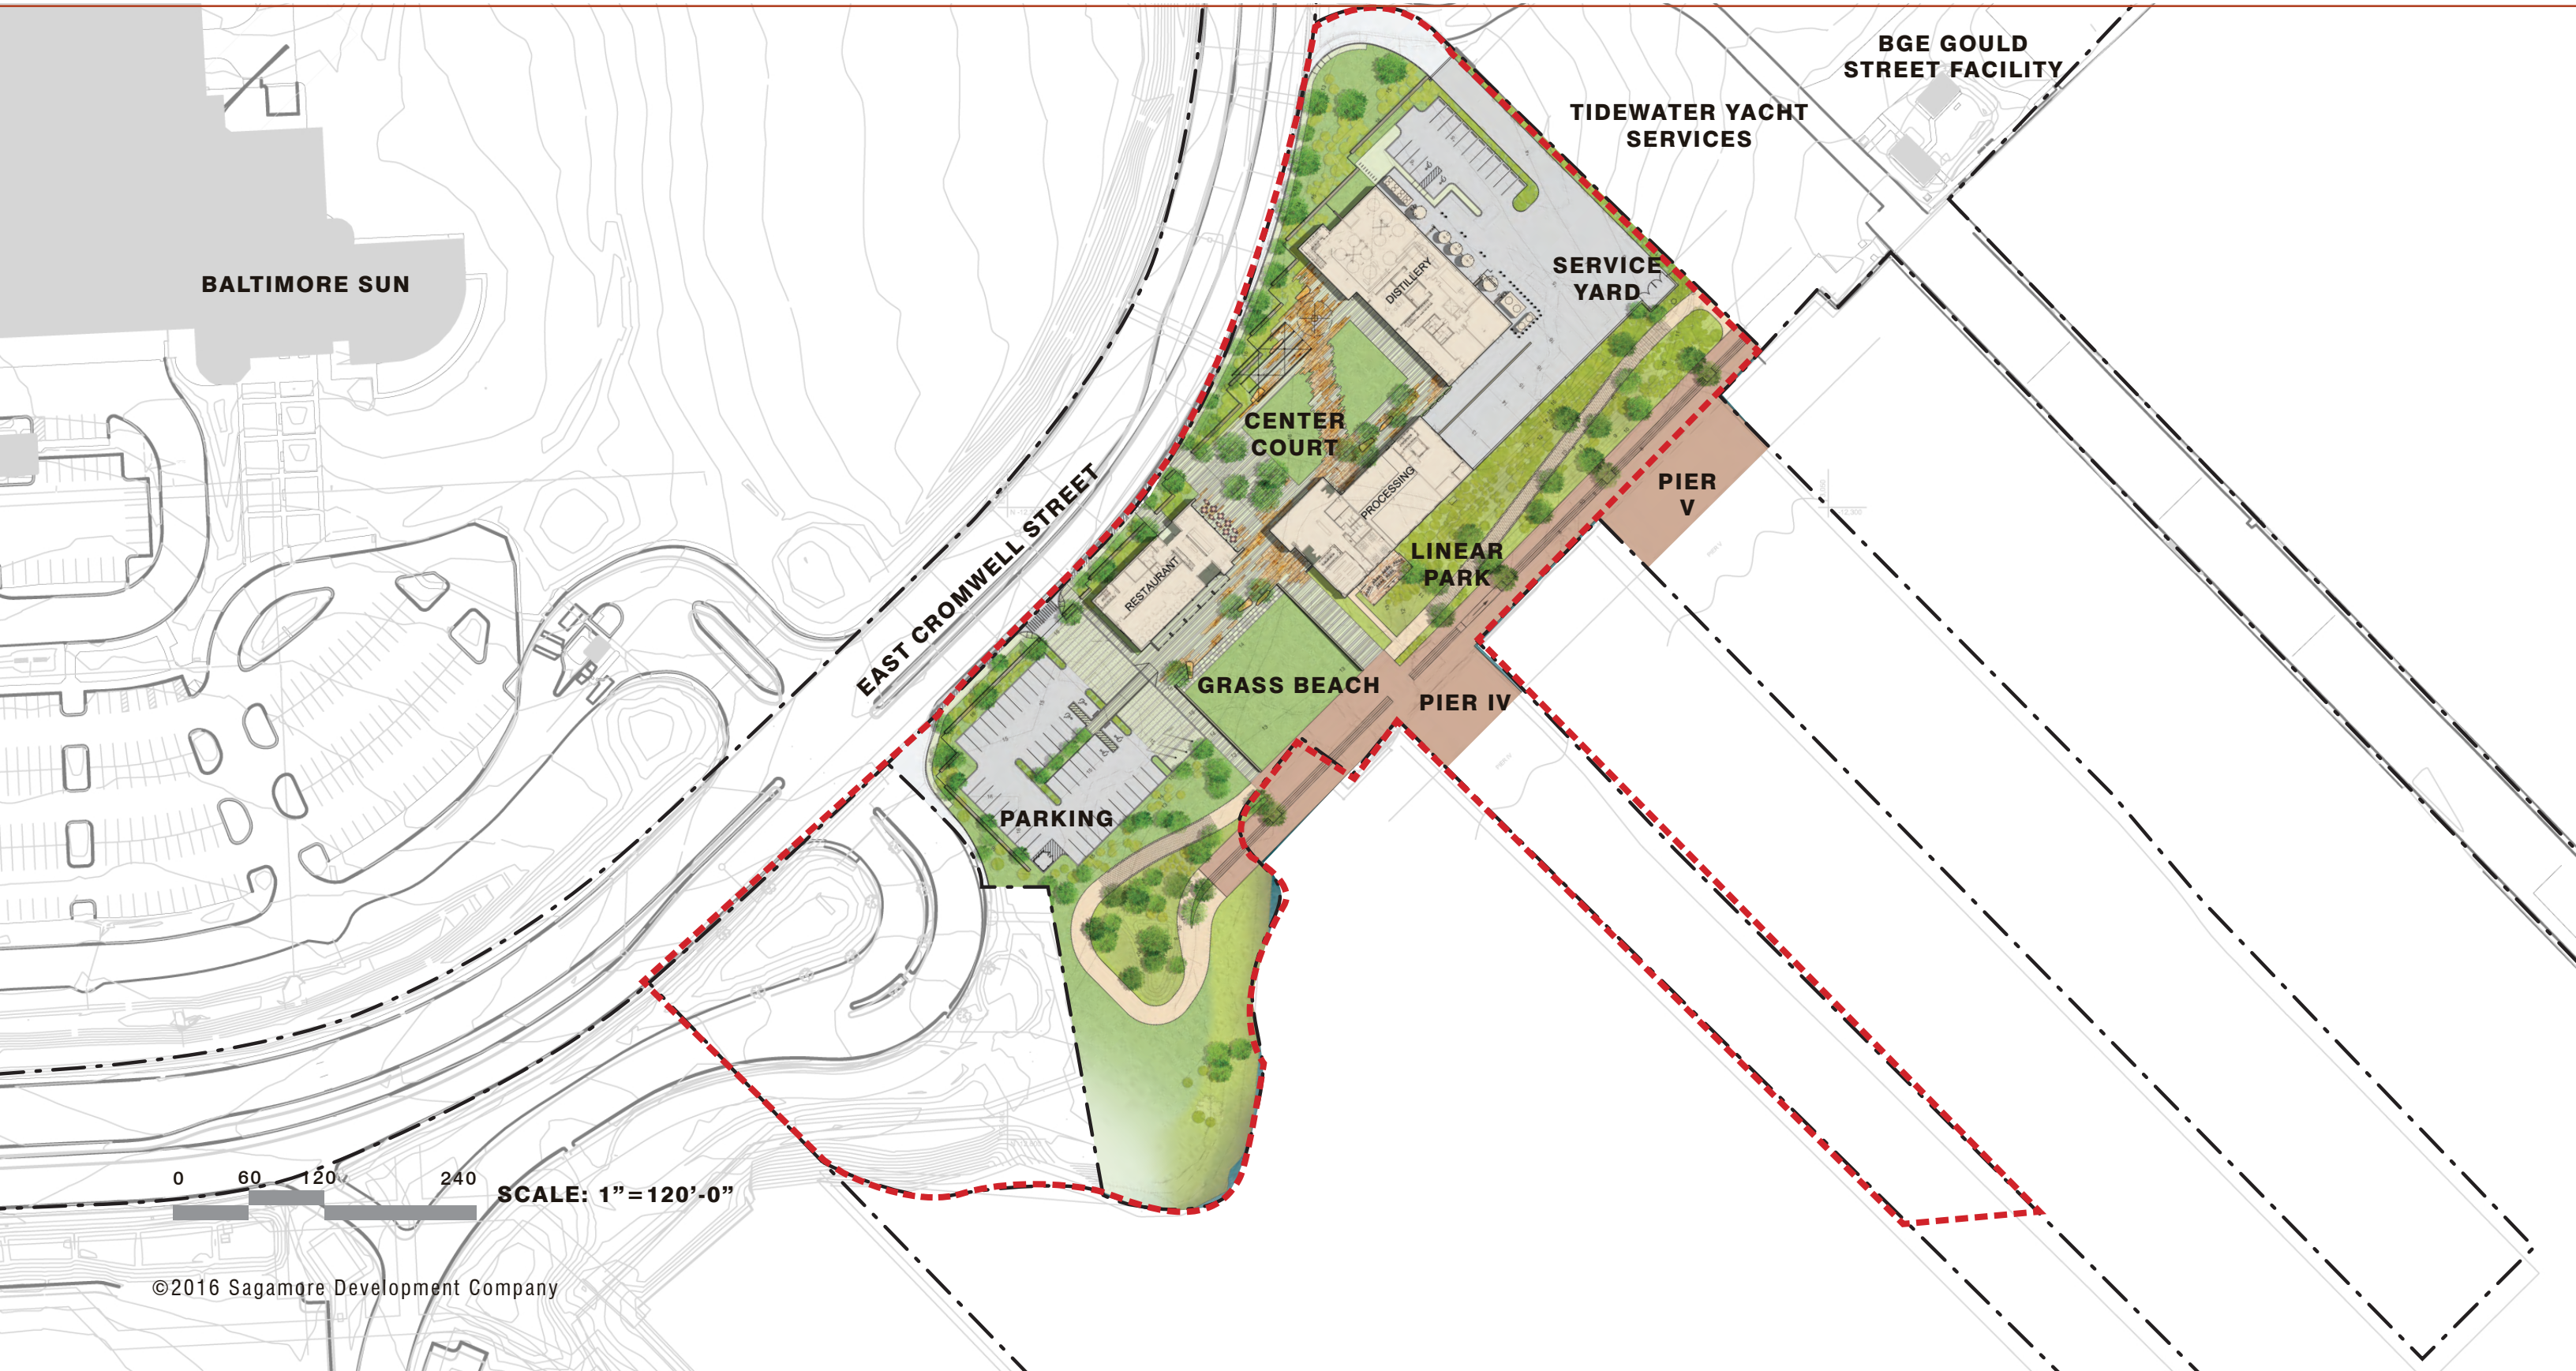 BGE GOULD
STREET FACILITY
TIDEWATER YACHT
SERVICES
BALTIMORE SUN
SERVICE
YARD
DISTILLERY
CENTER
COURT
PIER
V
PROCESSING
EAST CROMWELL STREET
LINEAR
PARK
RESTAURANT
GRASS BEACH
PIER IV
PARKING
0 60 120 240
SCALE: 1”=120’-0”
©2016 Sagamore Development Company